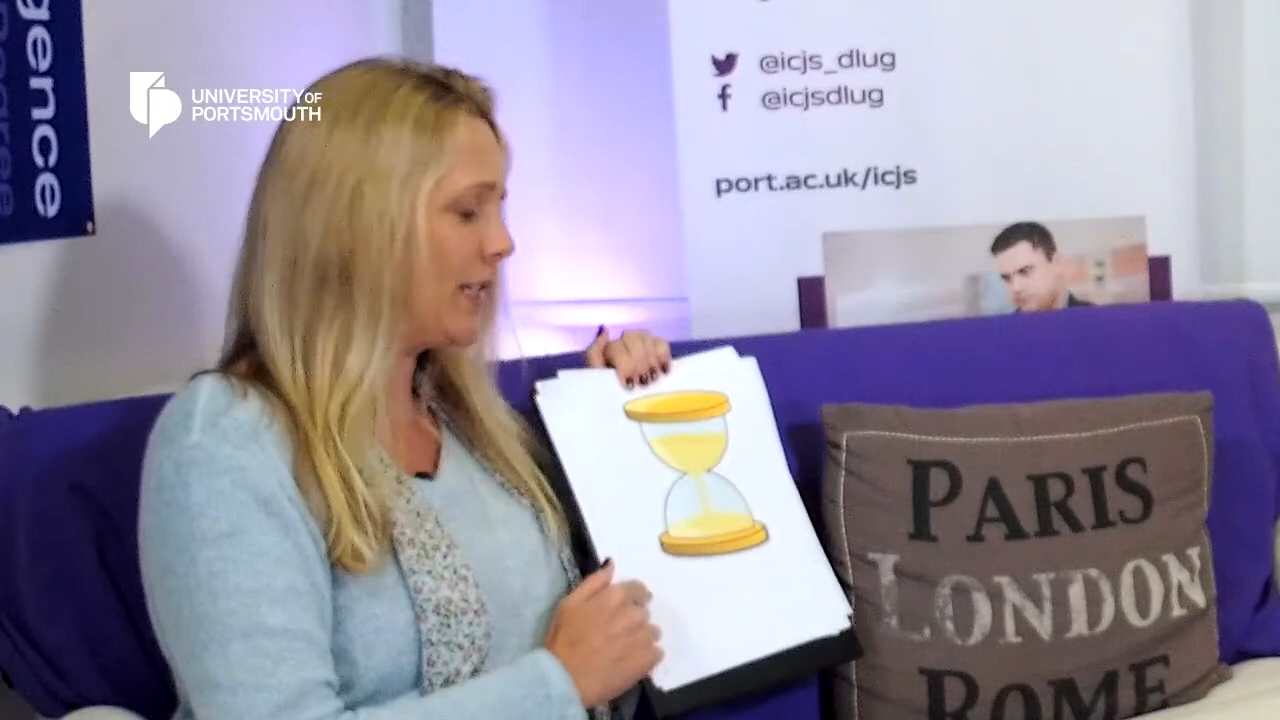 gence
UNIVERSITY OF
PORTSMOUTH
@icjs_dlug
@icjsdlug
port.ac.uk/icjs
PARIS
LONDON
ROME